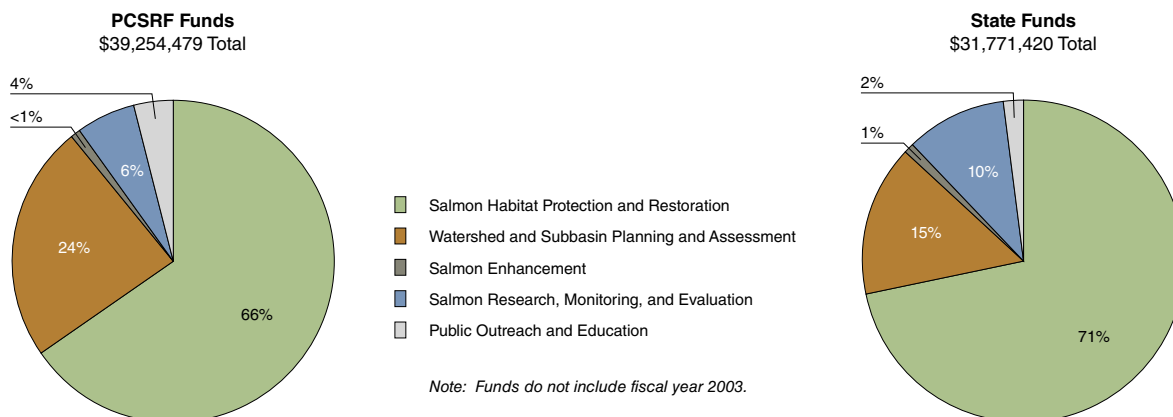 PCSRF Funds
$39,254,479 Total
4%
<1%
6%
24%
66%
Salmon Habitat Protection and Restoration
Watershed and Subbasin Planning and Assessment
Salmon Enhancement
Salmon Research, Monitoring, and Evaluation
Public Outreach and Education
Note: Funds do not include fiscal year 2003.
State Funds
$31,771,420 Total
2%
1%
10%
15%
71%